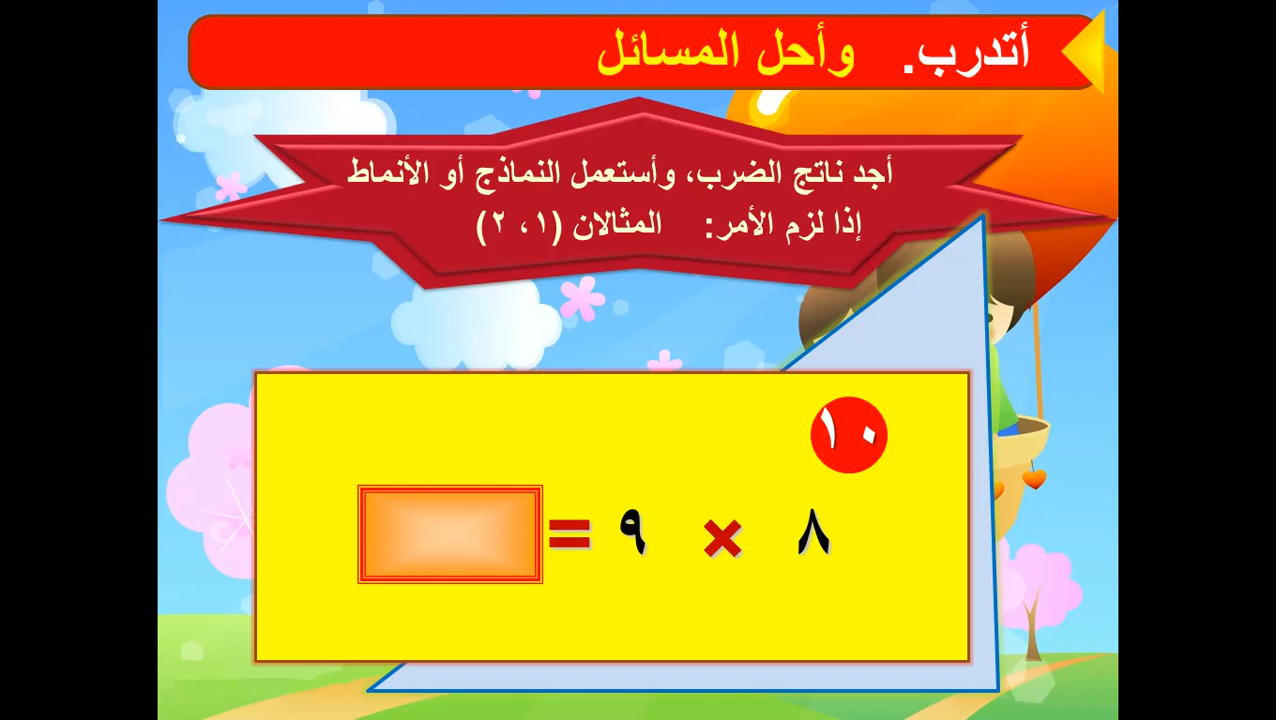 أتدرب. وأحل المسائل
أجد ناتج الضرب، وأستعمل النماذج أو الأنماط
إذا لزم الأمر: المثالان (١، ٢)
١٠
٨ × ٩ =